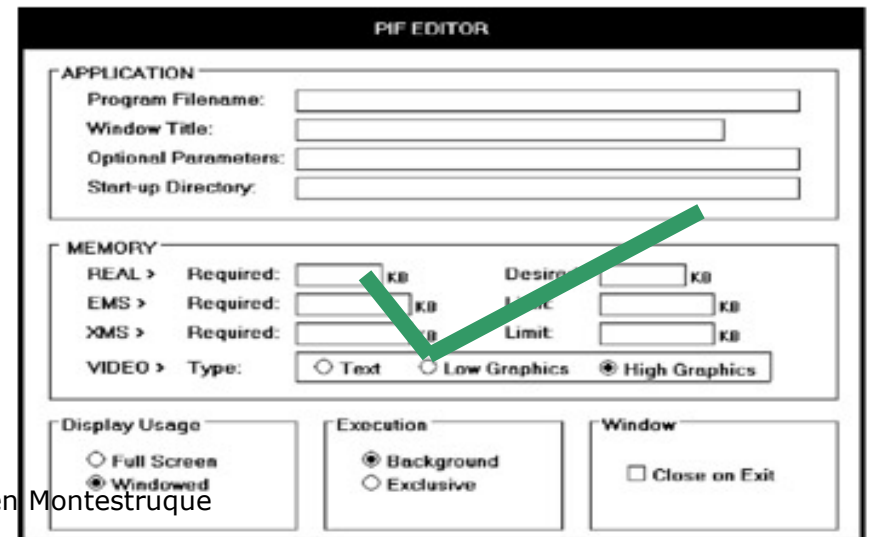 PIF EDITOR
APPLICATION
Program Filename:
Window Title:
Optional Parameters:
Start-up Directory:
MEMORY
REAL > Required: KB Desire KB
EMS > Required: KB KB
XMS > Required: KB Limit: KB
VIDEO > Type: Text Low Graphics High Graphics
Display Usage Execution Window
Full Screen Background Close on Exit
Windowed Exclusive
en Montestruque